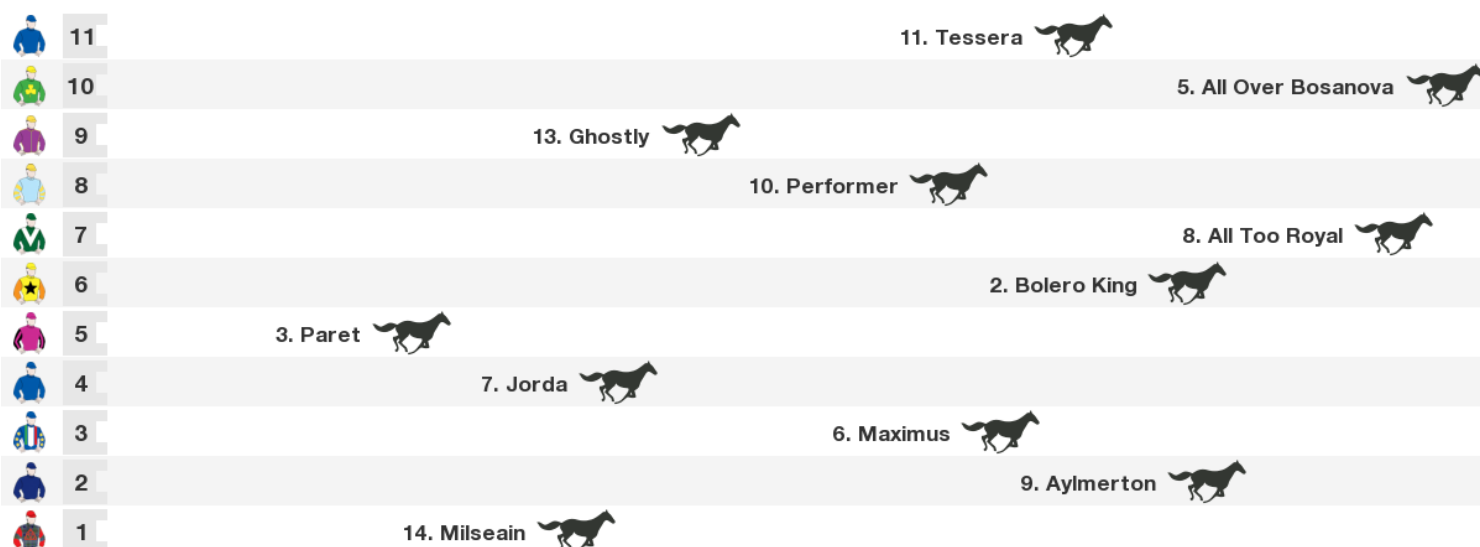 11 11. Tessera
10 5. All Over Bosanova
9 13. Ghostly
8 10. Performer
7 8. All Too Royal
6 2. Bolero King
5 3. Paret
4 7. Jorda
3 6. Maximus
2 9. Aylmerton
1 14. Milseain